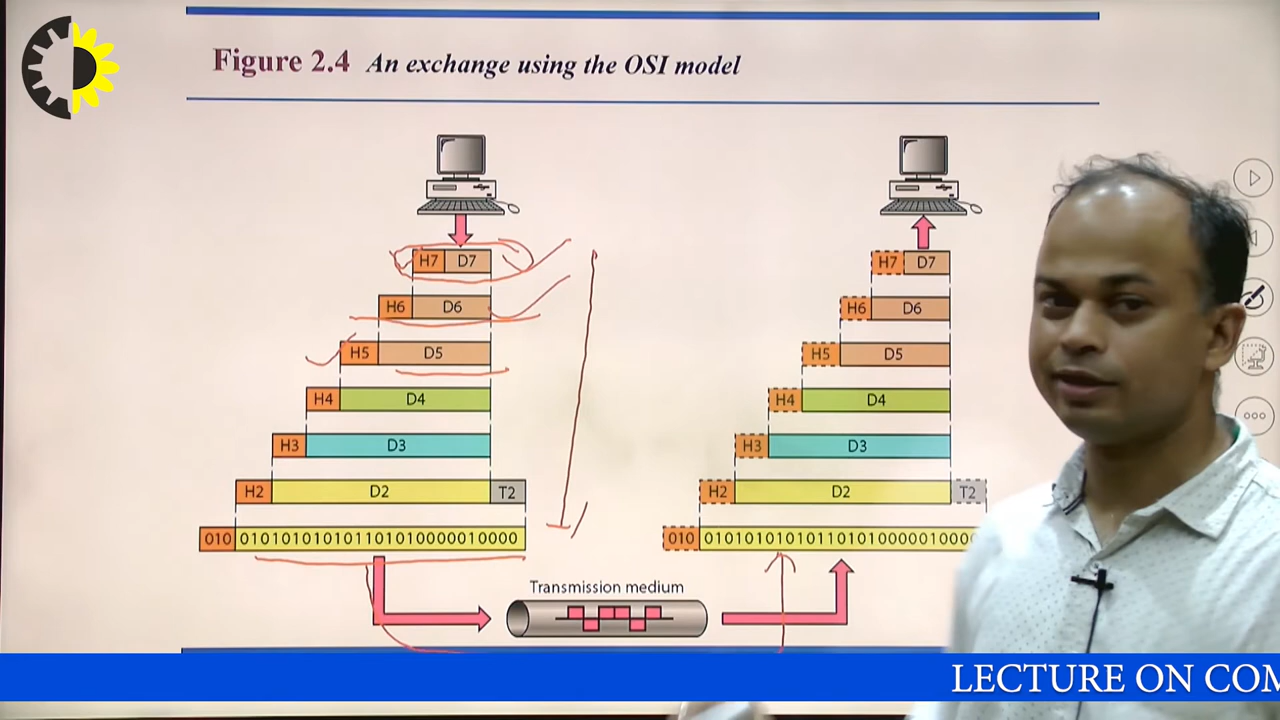 Figure 2.4 An exchange using the OSI model
H7 D7 H7 D7
H6 D6 H6 D6
H5 D5 H5 D5
H4 D4 H4 D4
H3 D3 H3 D3
H2 D2 T2 H2 D2 T2
010 010101010101101010000010000 010 010101010101101010000010000
Transmission medium
LECTURE ON COM